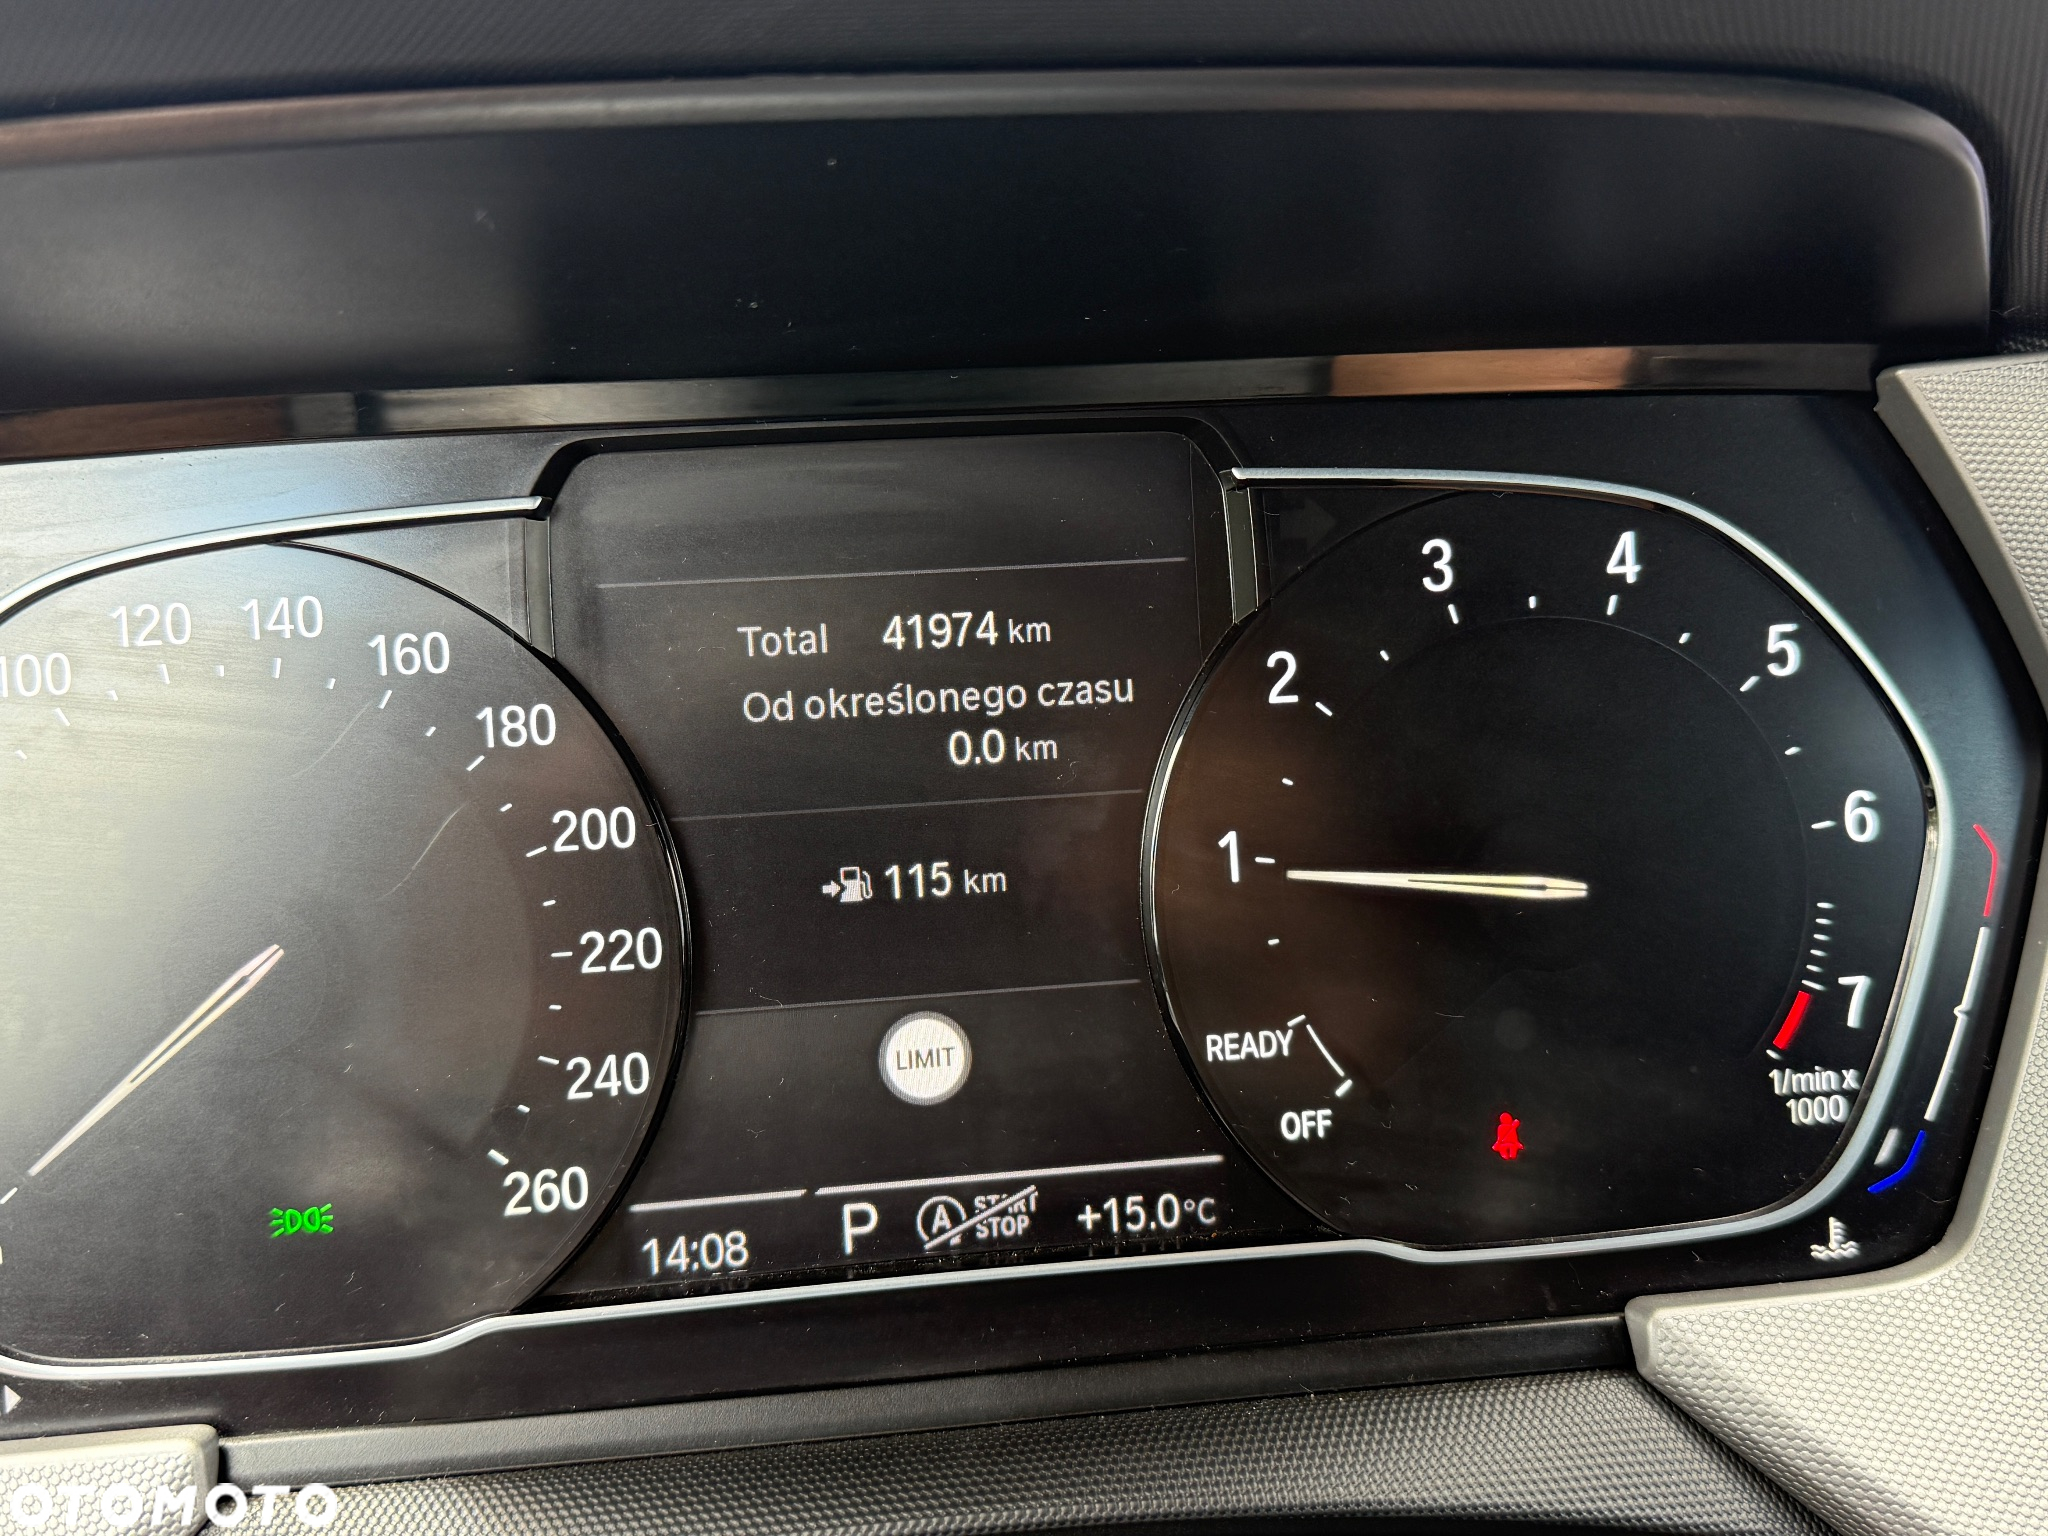 100
120
140
160
180
200
220
240
260
Total 41974 km
Od określonego czasu
0.0 km
115 km
LIMIT
14:08 P A START STOP +15.0°C
1
2
3
4
5
6
7
1/min x
1000
READY
OFF
OTOMOTO